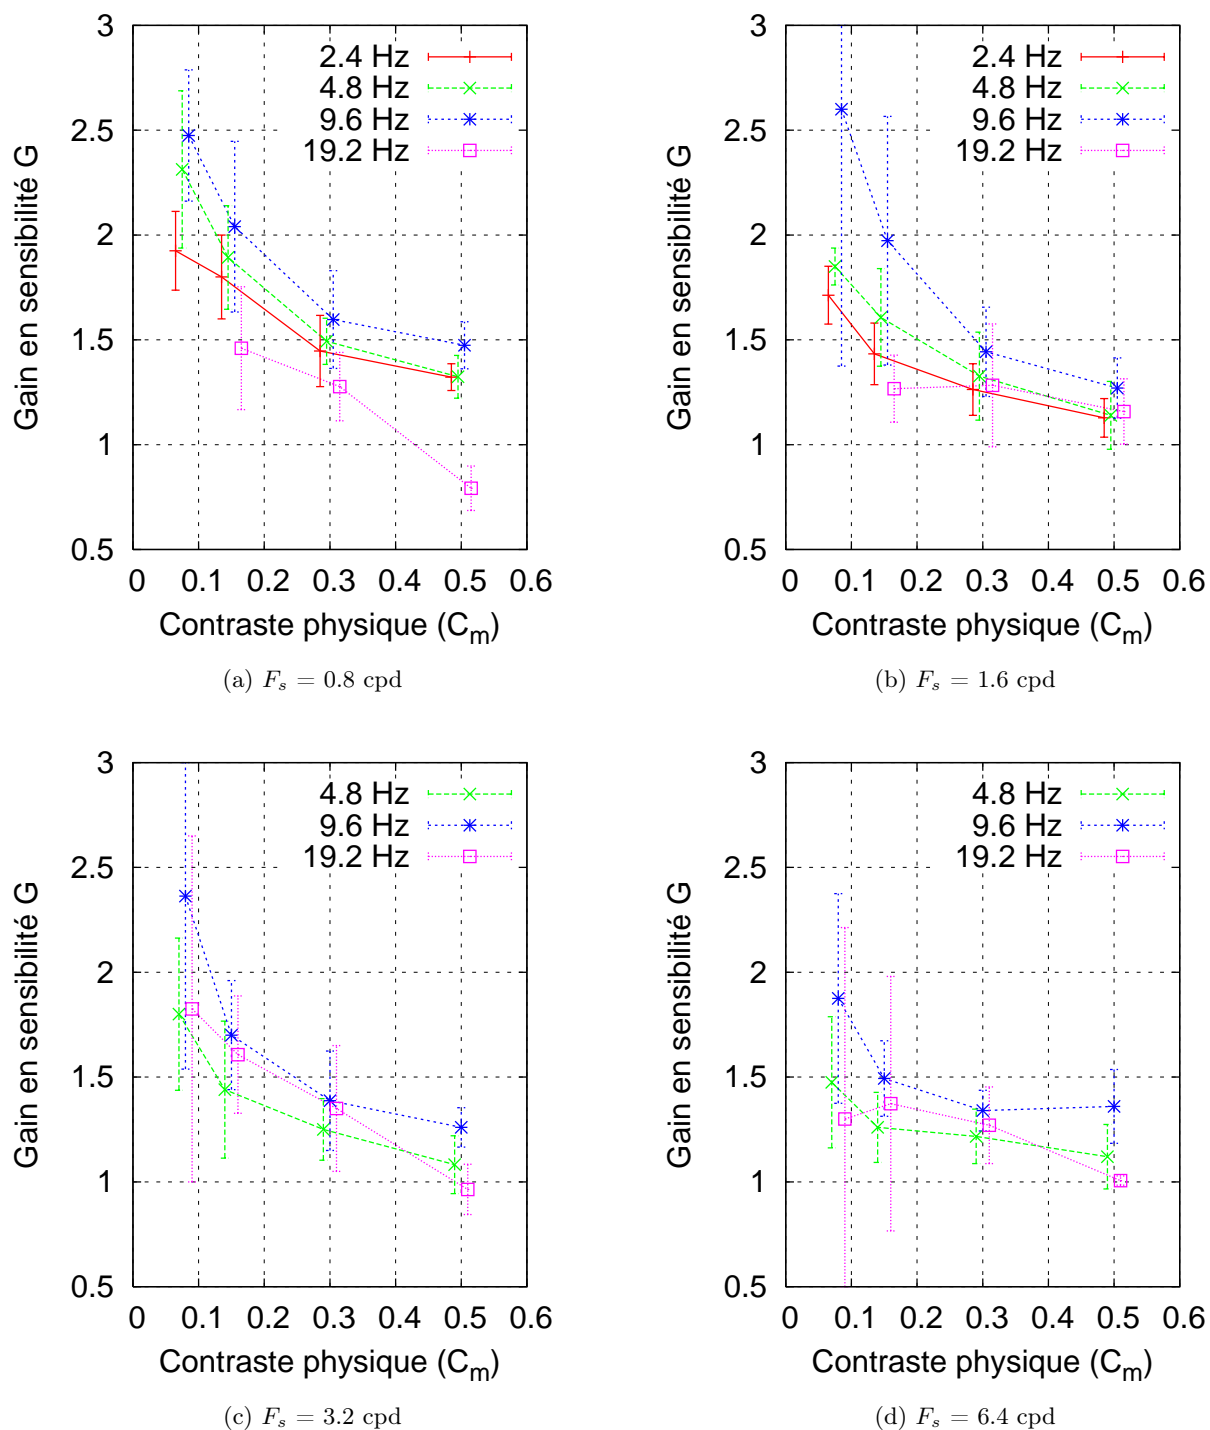 3
2.5
2
1.5
1
0.5
Gain en sensibilité G
2.4 Hz
4.8 Hz
9.6 Hz
19.2 Hz
0 0.1 0.2 0.3 0.4 0.5 0.6
Contraste physique (Cm)
(a) Fs = 0.8 cpd
3
2.5
2
1.5
1
0.5
Gain en sensibilité G
2.4 Hz
4.8 Hz
9.6 Hz
19.2 Hz
0 0.1 0.2 0.3 0.4 0.5 0.6
Contraste physique (Cm)
(b) Fs = 1.6 cpd
3
2.5
2
1.5
1
0.5
Gain en sensibilité G
4.8 Hz
9.6 Hz
19.2 Hz
0 0.1 0.2 0.3 0.4 0.5 0.6
Contraste physique (Cm)
(c) Fs = 3.2 cpd
3
2.5
2
1.5
1
0.5
Gain en sensibilité G
4.8 Hz
9.6 Hz
19.2 Hz
0 0.1 0.2 0.3 0.4 0.5 0.6
Contraste physique (Cm)
(d) Fs = 6.4 cpd